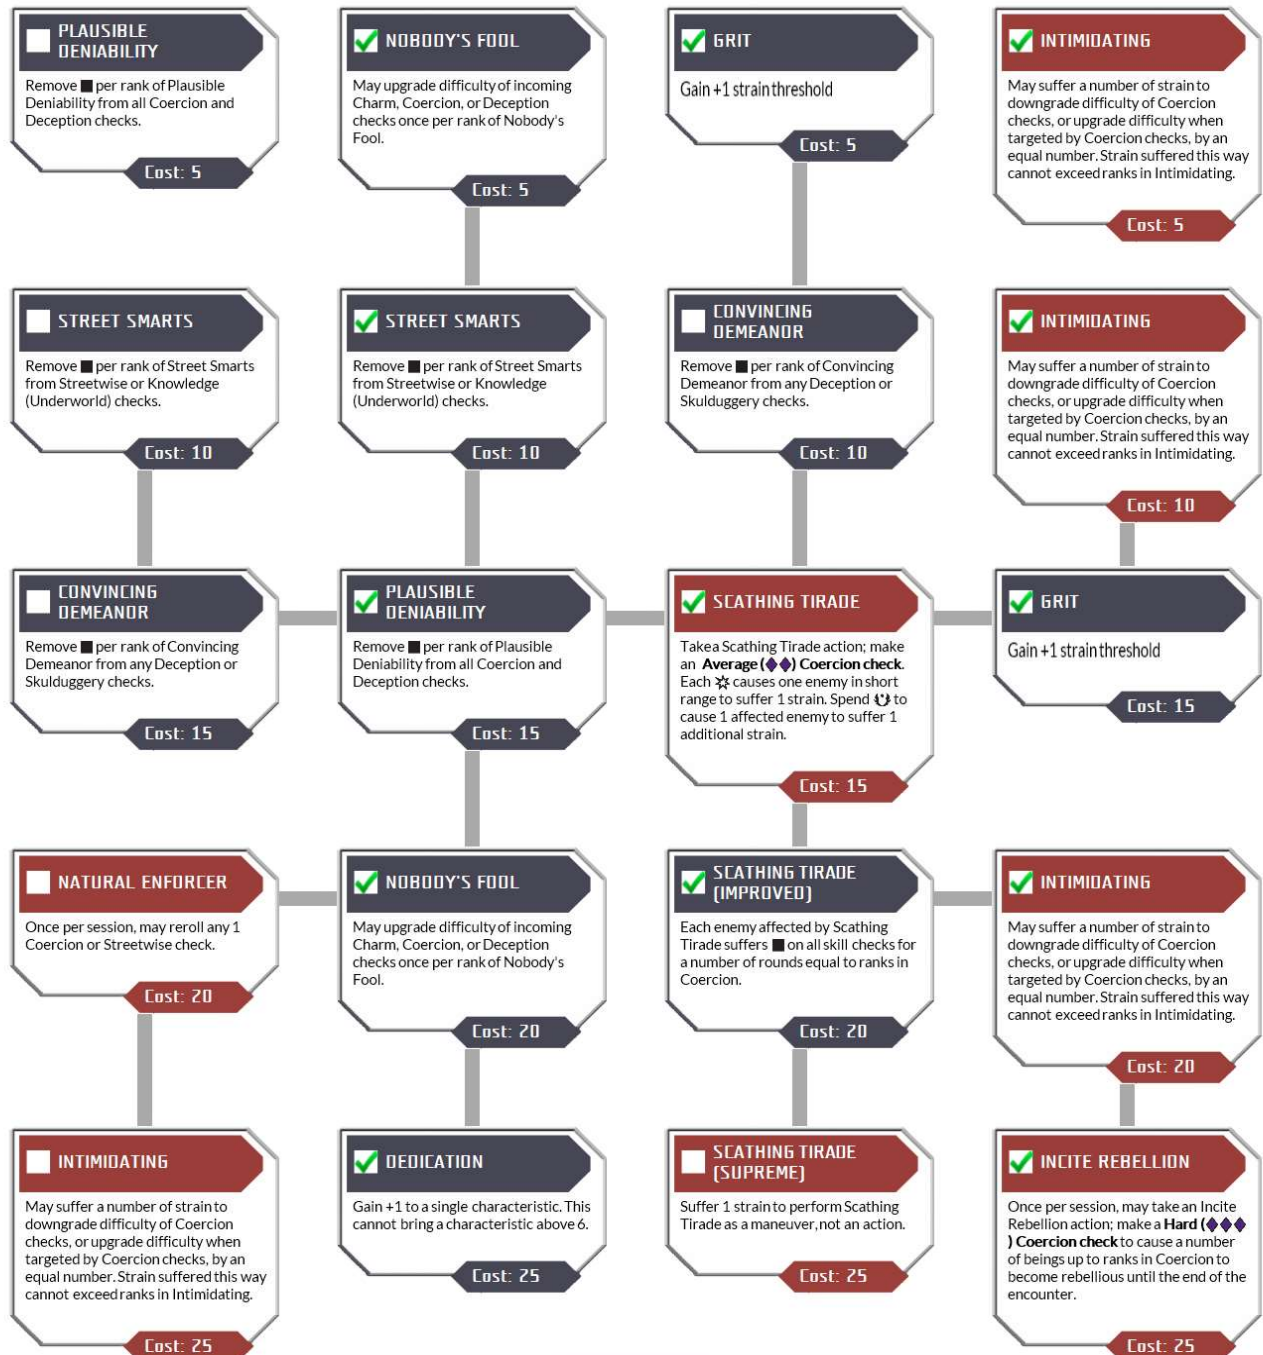 PLAUSIBLE
DENIABILITY
Remove ■ per rank of Plausible
Deniability from all Coercion and
Deception checks.
Cost: 5
NOBODY'S FOOL
May upgrade difficulty of incoming
Charm, Coercion, or Deception
checks once per rank of Nobody's
Fool.
Cost: 5
GRIT
Gain +1 strain threshold
Cost: 5
INTIMIDATING
May suffer a number of strain to
downgrade difficulty of Coercion
checks, or upgrade difficulty when
targeted by Coercion checks, by an
equal number. Strain suffered this way
cannot exceed ranks in Intimidating.
Cost: 5
STREET SMARTS
Remove ■ per rank of Street Smarts
from Streetwise or Knowledge
(Underworld) checks.
Cost: 10
STREET SMARTS
Remove ■ per rank of Street Smarts
from Streetwise or Knowledge
(Underworld) checks.
Cost: 10
CONVINCING
DEMEANOR
Remove ■ per rank of Convincing
Demeanor from any Deception or
Skulduggery checks.
Cost: 10
INTIMIDATING
May suffer a number of strain to
downgrade difficulty of Coercion
checks, or upgrade difficulty when
targeted by Coercion checks, by an
equal number. Strain suffered this way
cannot exceed ranks in Intimidating.
Cost: 10
CONVINCING
DEMEANOR
Remove ■ per rank of Convincing
Demeanor from any Deception or
Skulduggery checks.
Cost: 15
PLAUSIBLE
DENIABILITY
Remove ■ per rank of Plausible
Deniability from all Coercion and
Deception checks.
Cost: 15
SCATHING TIRADE
Takea Scathing Tirade action; make
an Average (◆◆) Coercion check.
Each causes one enemy in short
range to suffer 1 strain. Spend to
cause 1 affected enemy to suffer 1
additional strain.
Cost: 15
GRIT
Gain +1 strain threshold
Cost: 15
NATURAL ENFORCER
Once per session, may reroll any 1
Coercion or Streetwise check.
Cost: 20
NOBODY'S FOOL
May upgrade difficulty of incoming
Charm, Coercion, or Deception
checks once per rank of Nobody's
Fool.
Cost: 20
SCATHING TIRADE
(IMPROVED)
Each enemy affected by Scathing
Tirade suffers ■ on all skill checks for
a number of rounds equal to ranks in
Coercion.
Cost: 20
INTIMIDATING
May suffer a number of strain to
downgrade difficulty of Coercion
checks, or upgrade difficulty when
targeted by Coercion checks, by an
equal number. Strain suffered this way
cannot exceed ranks in Intimidating.
Cost: 20
INTIMIDATING
May suffer a number of strain to
downgrade difficulty of Coercion
checks, or upgrade difficulty when
targeted by Coercion checks, by an
equal number. Strain suffered this way
cannot exceed ranks in Intimidating.
Cost: 25
DEDICATION
Gain +1 to a single characteristic. This
cannot bring a characteristic above 6.
Cost: 25
SCATHING TIRADE
(SUPREME)
Suffer 1 strain to perform Scathing
Tirade as a maneuver, not an action.
Cost: 25
INCITE REBELLION
Once per session, may take an Incite
Rebellion action; make a Hard (◆◆◆
) Coercion check to cause a number
of beings up to ranks in Coercion to
become rebellious until the end of the
encounter.
Cost: 25